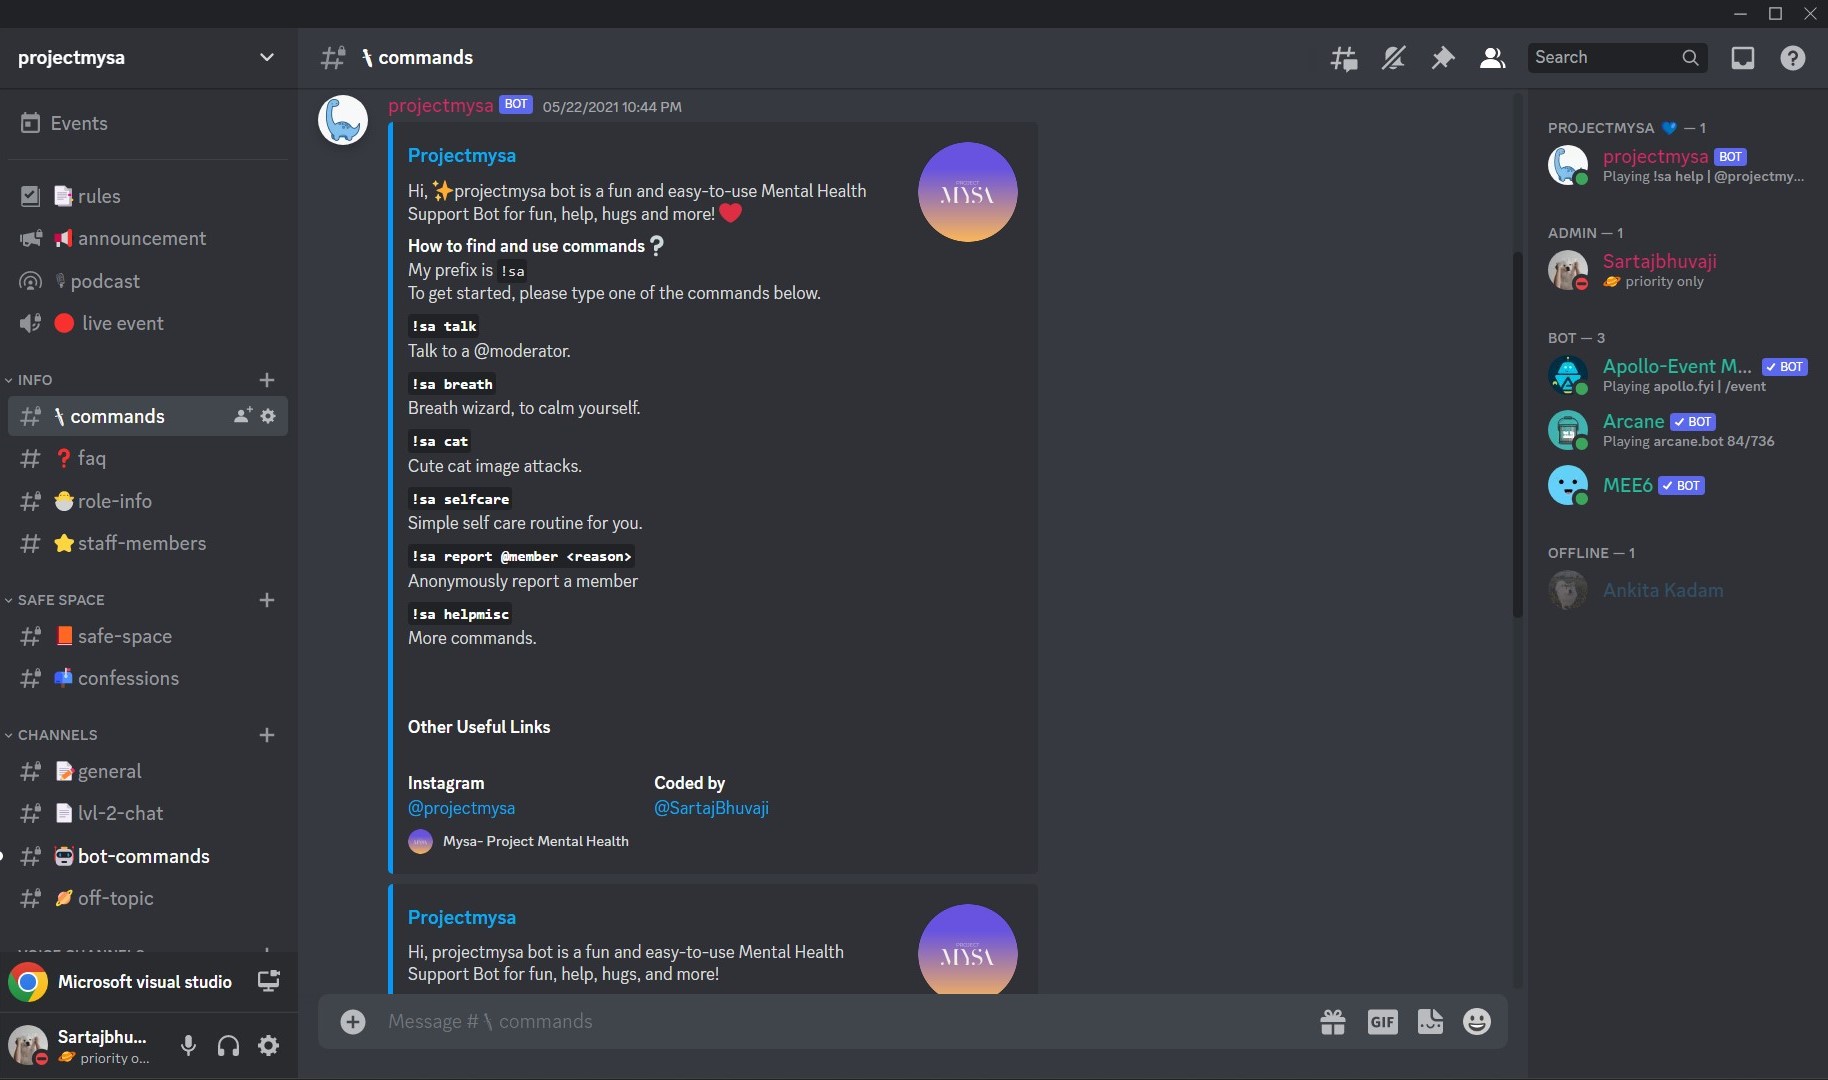 projectmysa
Events
rules
announcement
podcast
live event
INFO
commands
faq
role-info
staff-members
SAFE SPACE
safe-space
confessions
CHANNELS
general
lvl-2-chat
bot-commands
off-topic
VOICE CHANNELS
Microsoft visual studio
Sartajbhu...
priority o...
commands
Search
projectmysa BOT 05/22/2021 10:44 PM
Projectmysa
PROJECT
MYSA
Hi, ✨projectmysa bot is a fun and easy-to-use Mental Health
Support Bot for fun, help, hugs and more! ❤️
How to find and use commands❔
My prefix is !sa
To get started, please type one of the commands below.
!sa talk
Talk to a @moderator.
!sa breath
Breath wizard, to calm yourself.
!sa cat
Cute cat image attacks.
!sa selfcare
Simple self care routine for you.
!sa report @member <reason>
Anonymously report a member
!sa helpmisc
More commands.
Other Useful Links
Instagram Coded by
@projectmysa @SartajBhuvaji
Mysa- Project Mental Health
Projectmysa
PROJECT
MYSA
Hi, projectmysa bot is a fun and easy-to-use Mental Health
Support Bot for fun, help, hugs, and more!
Message # \ commands
GIF
PROJECTMYSA 💙 — 1
projectmysa BOT
Playing !sa help | @projectmy...
ADMIN — 1
Sartajbhuvaji
priority only
BOT — 3
Apollo-Event M... ✓ BOT
Playing apollo.fyi | /event
Arcane ✓ BOT
Playing arcane.bot 84/736
MEE6 ✓ BOT
OFFLINE — 1
Ankita Kadam